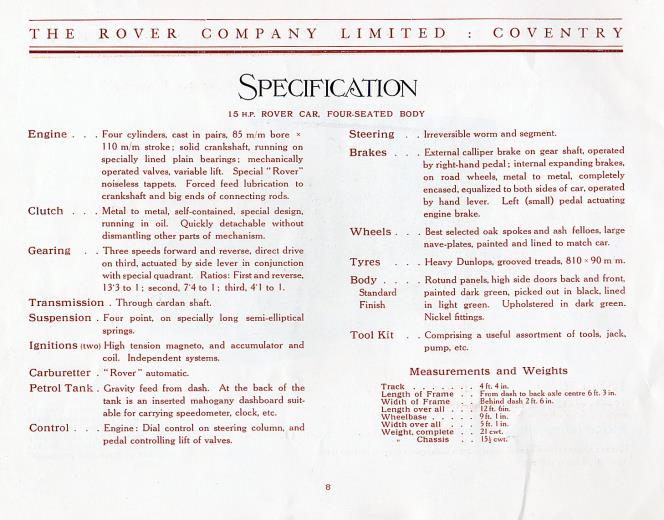 THE ROVER COMPANY LIMITED : COVENTRY
SPECIFICATION
15 H.P. ROVER CAR, FOUR-SEATED BODY
Engine . . . Four cylinders, cast in pairs, 85 m/m bore ×
110 m/m stroke; solid crankshaft, running on
specially lined plain bearings; mechanically
operated valves, variable lift. Special "Rover"
noiseless tappets. Forced feed lubrication to
crankshaft and big ends of connecting rods.
Clutch . . . Metal to metal, self-contained, special design,
running in oil. Quickly detachable without
dismantling other parts of mechanism.
Gearing . . Three speeds forward and reverse, direct drive
on third, actuated by side lever in conjunction
with special quadrant. Ratios: First and reverse,
13·3 to 1; second, 7·4 to 1; third, 4·1 to 1.
Transmission . Through cardan shaft.
Suspension . Four point, on specially long semi-elliptical
springs.
Ignitions (two) High tension magneto, and accumulator and
coil. Independent systems.
Carburetter . "Rover" automatic.
Petrol Tank . Gravity feed from dash. At the back of the
tank is an inserted mahogany dashboard suit-
able for carrying speedometer, clock, etc.
Control . . . Engine: Dial control on steering column, and
pedal controlling lift of valves.
Steering . . Irreversible worm and segment.
Brakes . . . External calliper brake on gear shaft, operated
by right-hand pedal; internal expanding brakes,
on road wheels, metal to metal, completely
encased, equalized to both sides of car, operated
by hand lever. Left (small) pedal actuating
engine brake.
Wheels . . . Best selected oak spokes and ash felloes, large
nave-plates, painted and lined to match car.
Tyres . . Heavy Dunlops, grooved treads, 810 × 90 m m.
Body . . . . Rotund panels, high side doors back and front,
Standard painted dark green, picked out in black, lined
Finish in light green. Upholstered in dark green.
Nickel fittings.
Tool Kit . . Comprising a useful assortment of tools, jack,
pump, etc.
Measurements and Weights
Track . . . . . . . 4 ft. 4 in.
Length of Frame . . From dash to back axle centre 6 ft. 3 in.
Width of Frame . . Behind dash 2 ft. 6 in.
Length over all . . . 12 ft. 6in.
Wheelbase . . . . 9 ft. 1 in.
Width over all . . . 5 ft. 1 in.
Weight, complete . . 21 cwt.
" Chassis . . 15½ cwt.
8